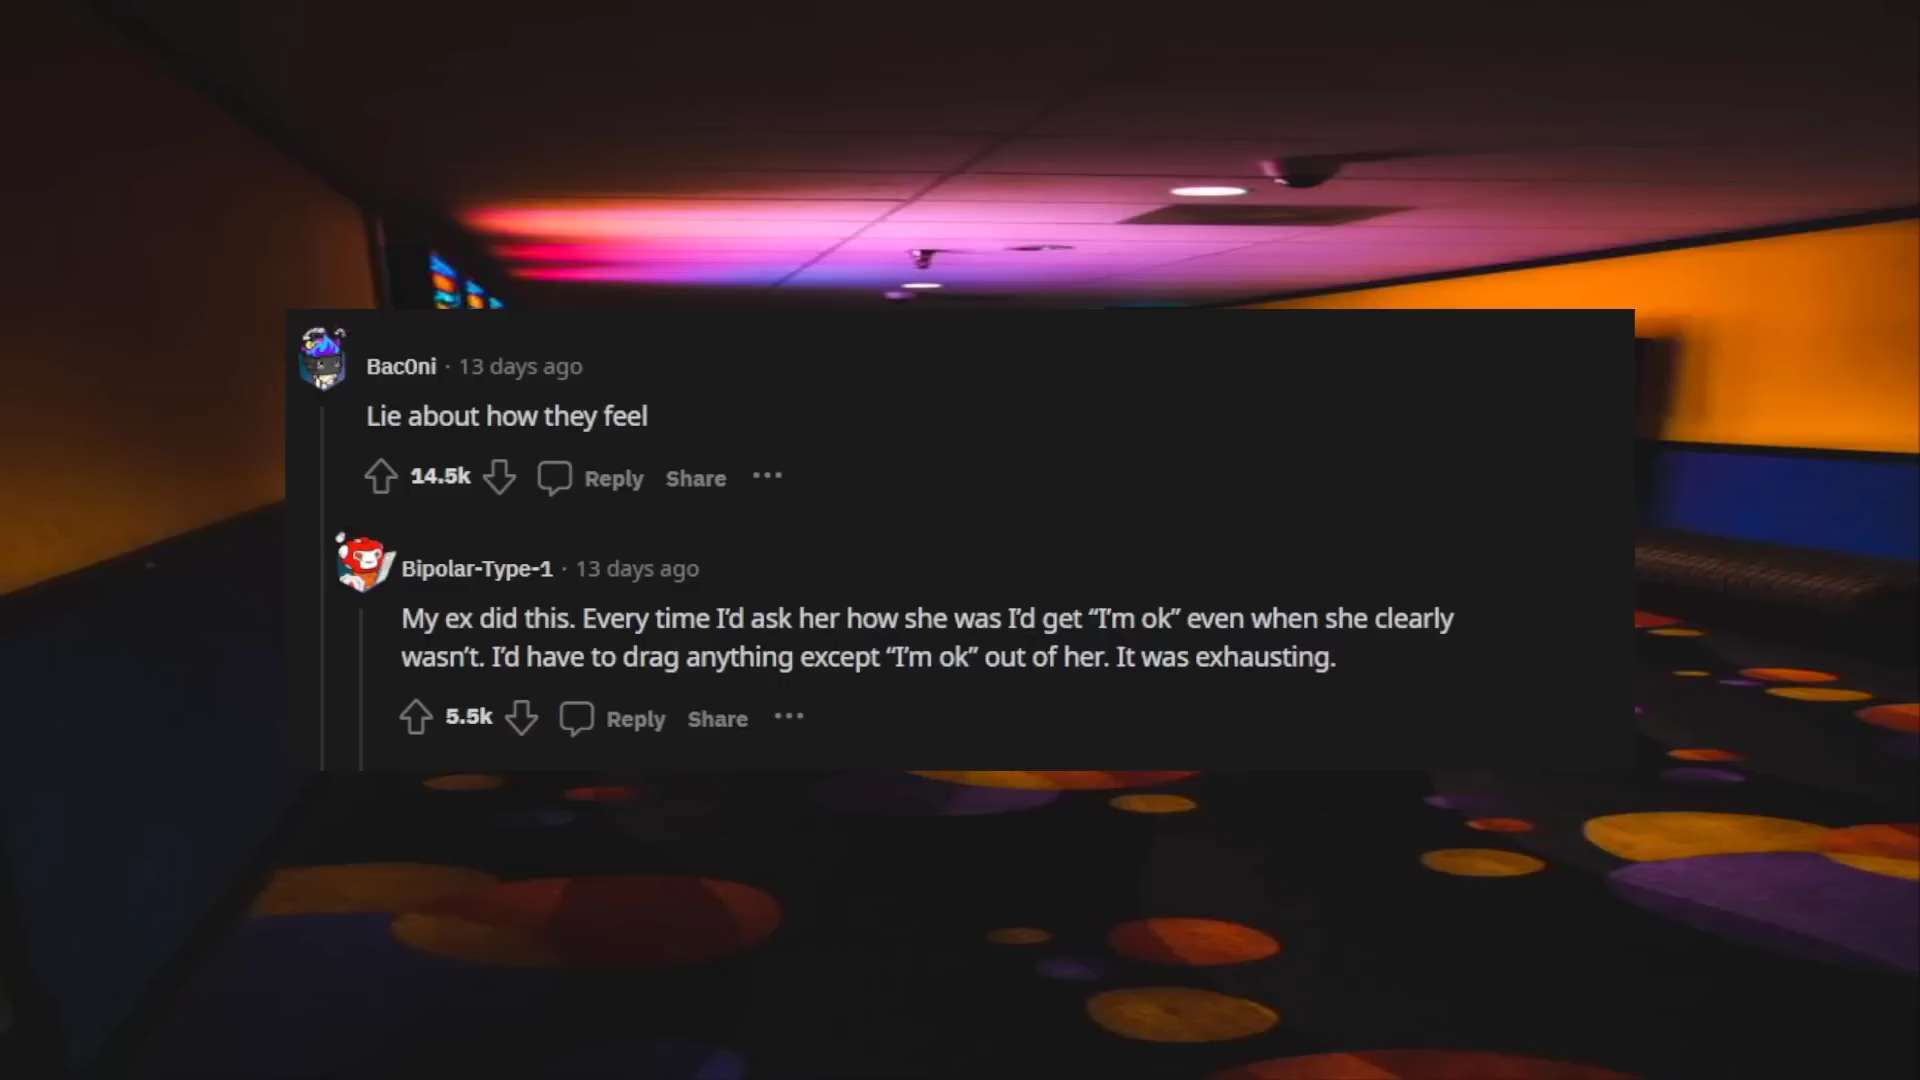 Bac0ni · 13 days ago
Lie about how they feel
14.5k Reply Share ...
Bipolar-Type-1 · 13 days ago
My ex did this. Every time I'd ask her how she was I'd get “I'm ok” even when she clearly
wasn't. I'd have to drag anything except “I'm ok” out of her. It was exhausting.
5.5k Reply Share ...